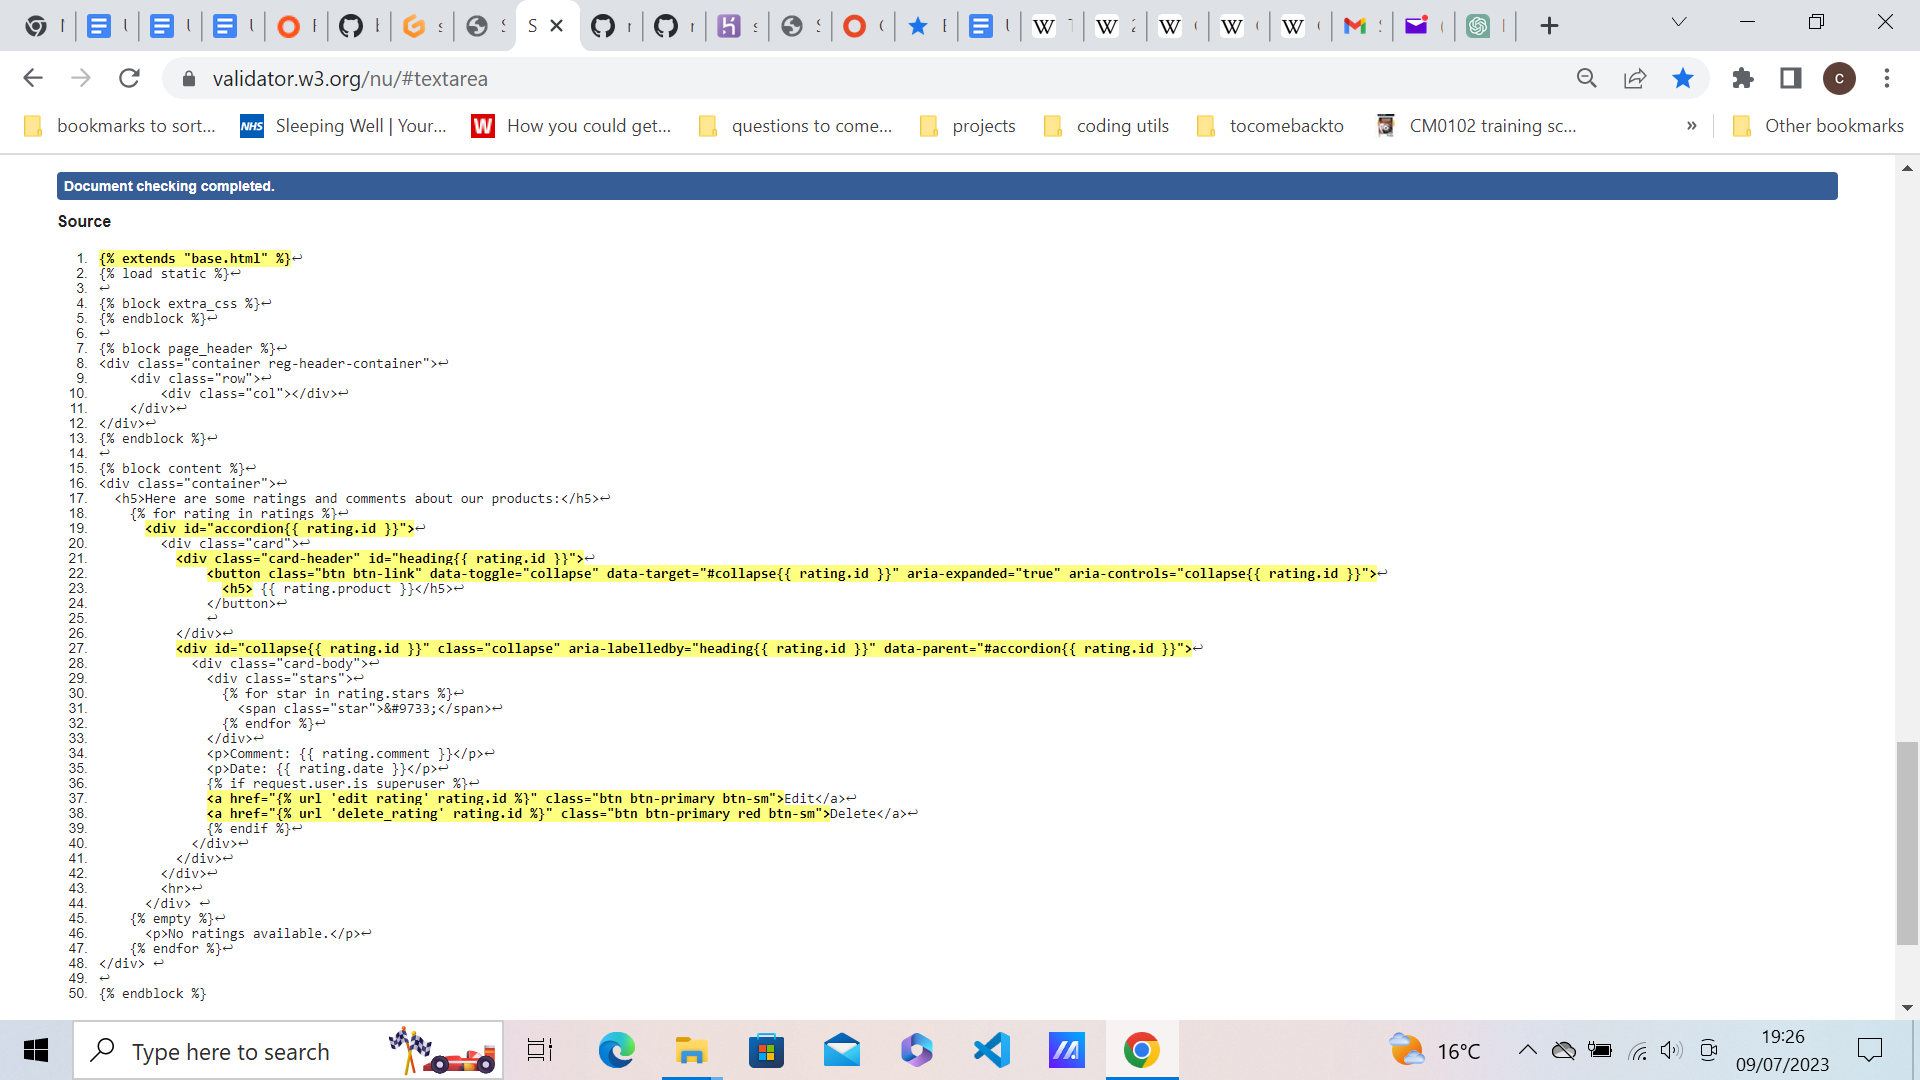 validator.w3.org/nu/#textarea
bookmarks to sort...
NHS
Sleeping Well | Your...
W
How you could get...
questions to come...
projects
coding utils
tocomebackto
CM0102 training sc...
»
Other bookmarks
Document checking completed.
Source
1. {% extends "base.html" %}↩
2. {% load static %}↩
3. ↩
4. {% block extra_css %}↩
5. {% endblock %}↩
6. ↩
7. {% block page_header %}↩
8. <div class="container reg-header-container">↩
9. <div class="row">↩
10. <div class="col"></div>↩
11. </div>↩
12. </div>↩
13. {% endblock %}↩
14. ↩
15. {% block content %}↩
16. <div class="container">↩
17. <h5>Here are some ratings and comments about our products:</h5>↩
18. {% for rating in ratings %}↩
19. <div id="accordion{{ rating.id }}">↩
20. <div class="card">↩
21. <div class="card-header" id="heading{{ rating.id }}">↩
22. <button class="btn btn-link" data-toggle="collapse" data-target="#collapse{{ rating.id }}" aria-expanded="true" aria-controls="collapse{{ rating.id }}">↩
23. <h5> {{ rating.product }}</h5>↩
24. </button>↩
25. ↩
26. </div>↩
27. <div id="collapse{{ rating.id }}" class="collapse" aria-labelledby="heading{{ rating.id }}" data-parent="#accordion{{ rating.id }}">↩
28. <div class="card-body">↩
29. <div class="stars">↩
30. {% for star in rating.stars %}↩
31. <span class="star">&#9733;</span>↩
32. {% endfor %}↩
33. </div>↩
34. <p>Comment: {{ rating.comment }}</p>↩
35. <p>Date: {{ rating.date }}</p>↩
36. {% if request.user.is_superuser %}↩
37. <a href="{% url 'edit_rating' rating.id %}" class="btn btn-primary btn-sm">Edit</a>↩
38. <a href="{% url 'delete_rating' rating.id %}" class="btn btn-primary red btn-sm">Delete</a>↩
39. {% endif %}↩
40. </div>↩
41. </div>↩
42. </div>↩
43. <hr>↩
44. </div> ↩
45. {% empty %}↩
46. <p>No ratings available.</p>↩
47. {% endfor %}↩
48. </div> ↩
49. ↩
50. {% endblock %}
Type here to search
16°C
19:26
09/07/2023